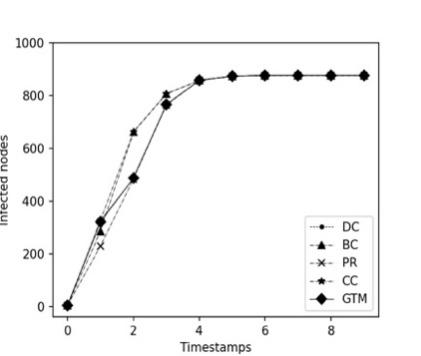 1000
800
600
400
200
0
Infected nodes
0 2 4 6 8
Timestamps
DC
BC
PR
CC
GTM